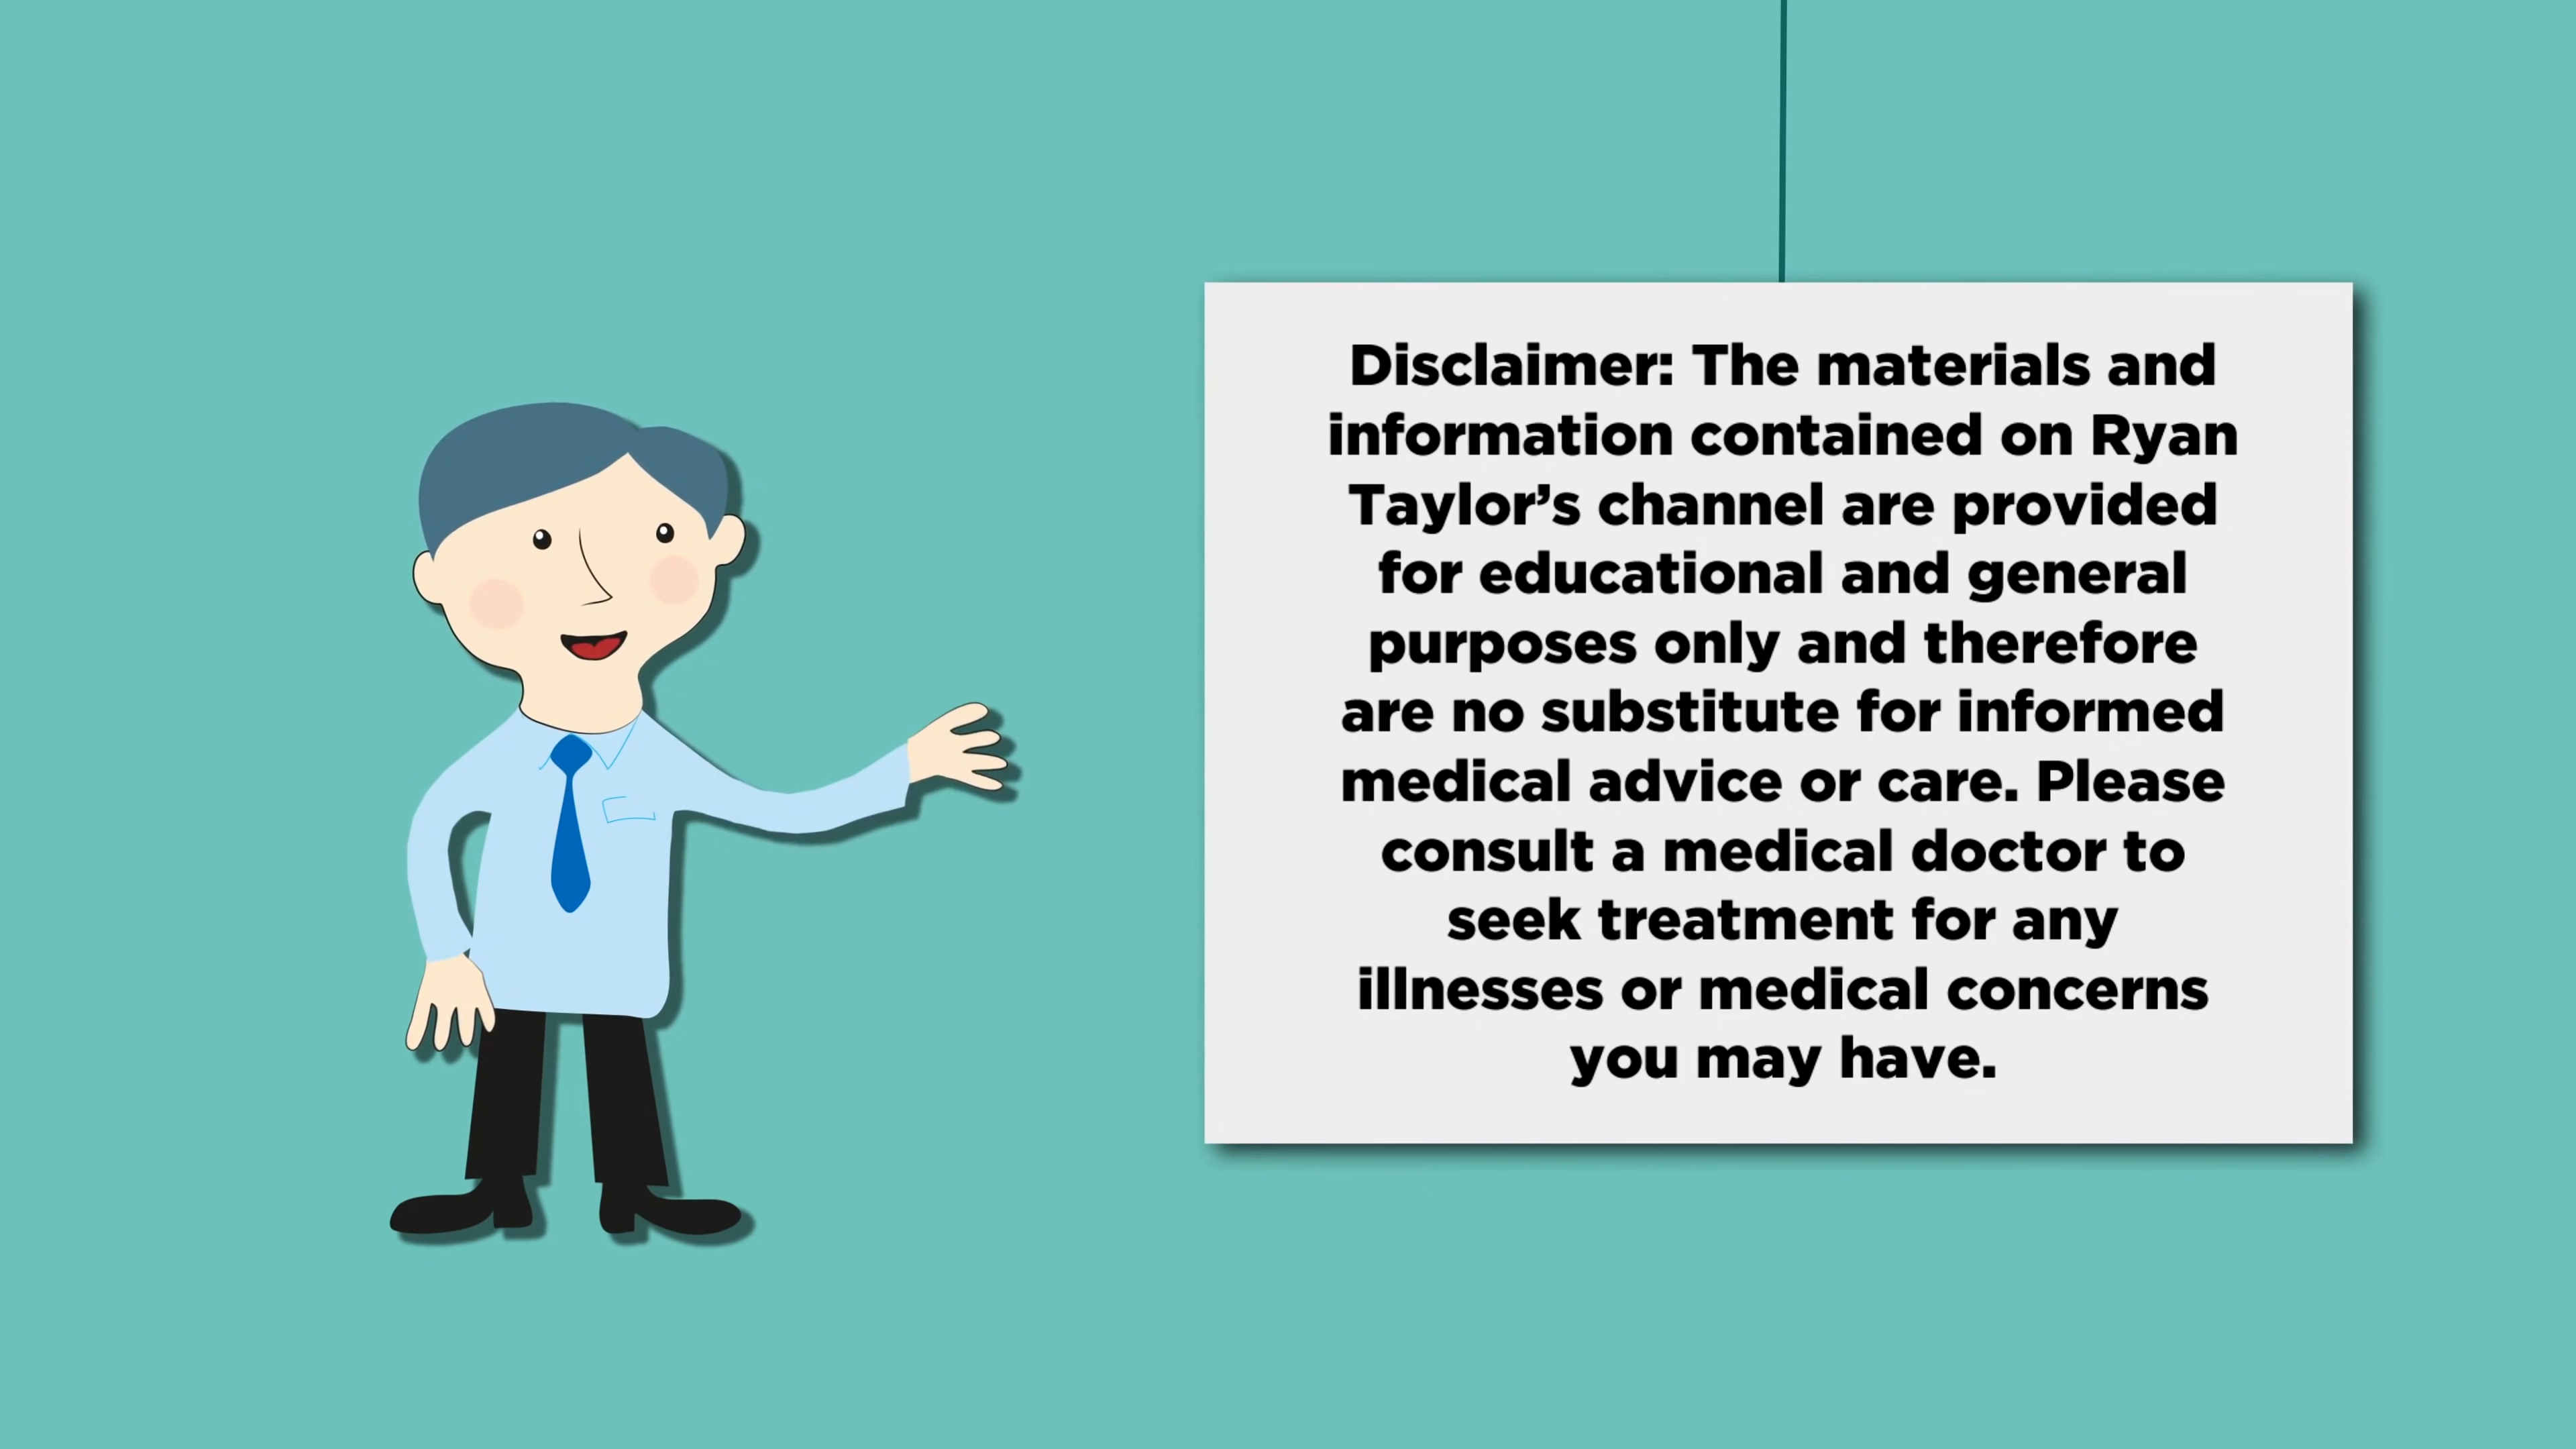 Disclaimer: The materials and
information contained on Ryan
Taylor’s channel are provided
for educational and general
purposes only and therefore
are no substitute for informed
medical advice or care. Please
consult a medical doctor to
seek treatment for any
illnesses or medical concerns
you may have.